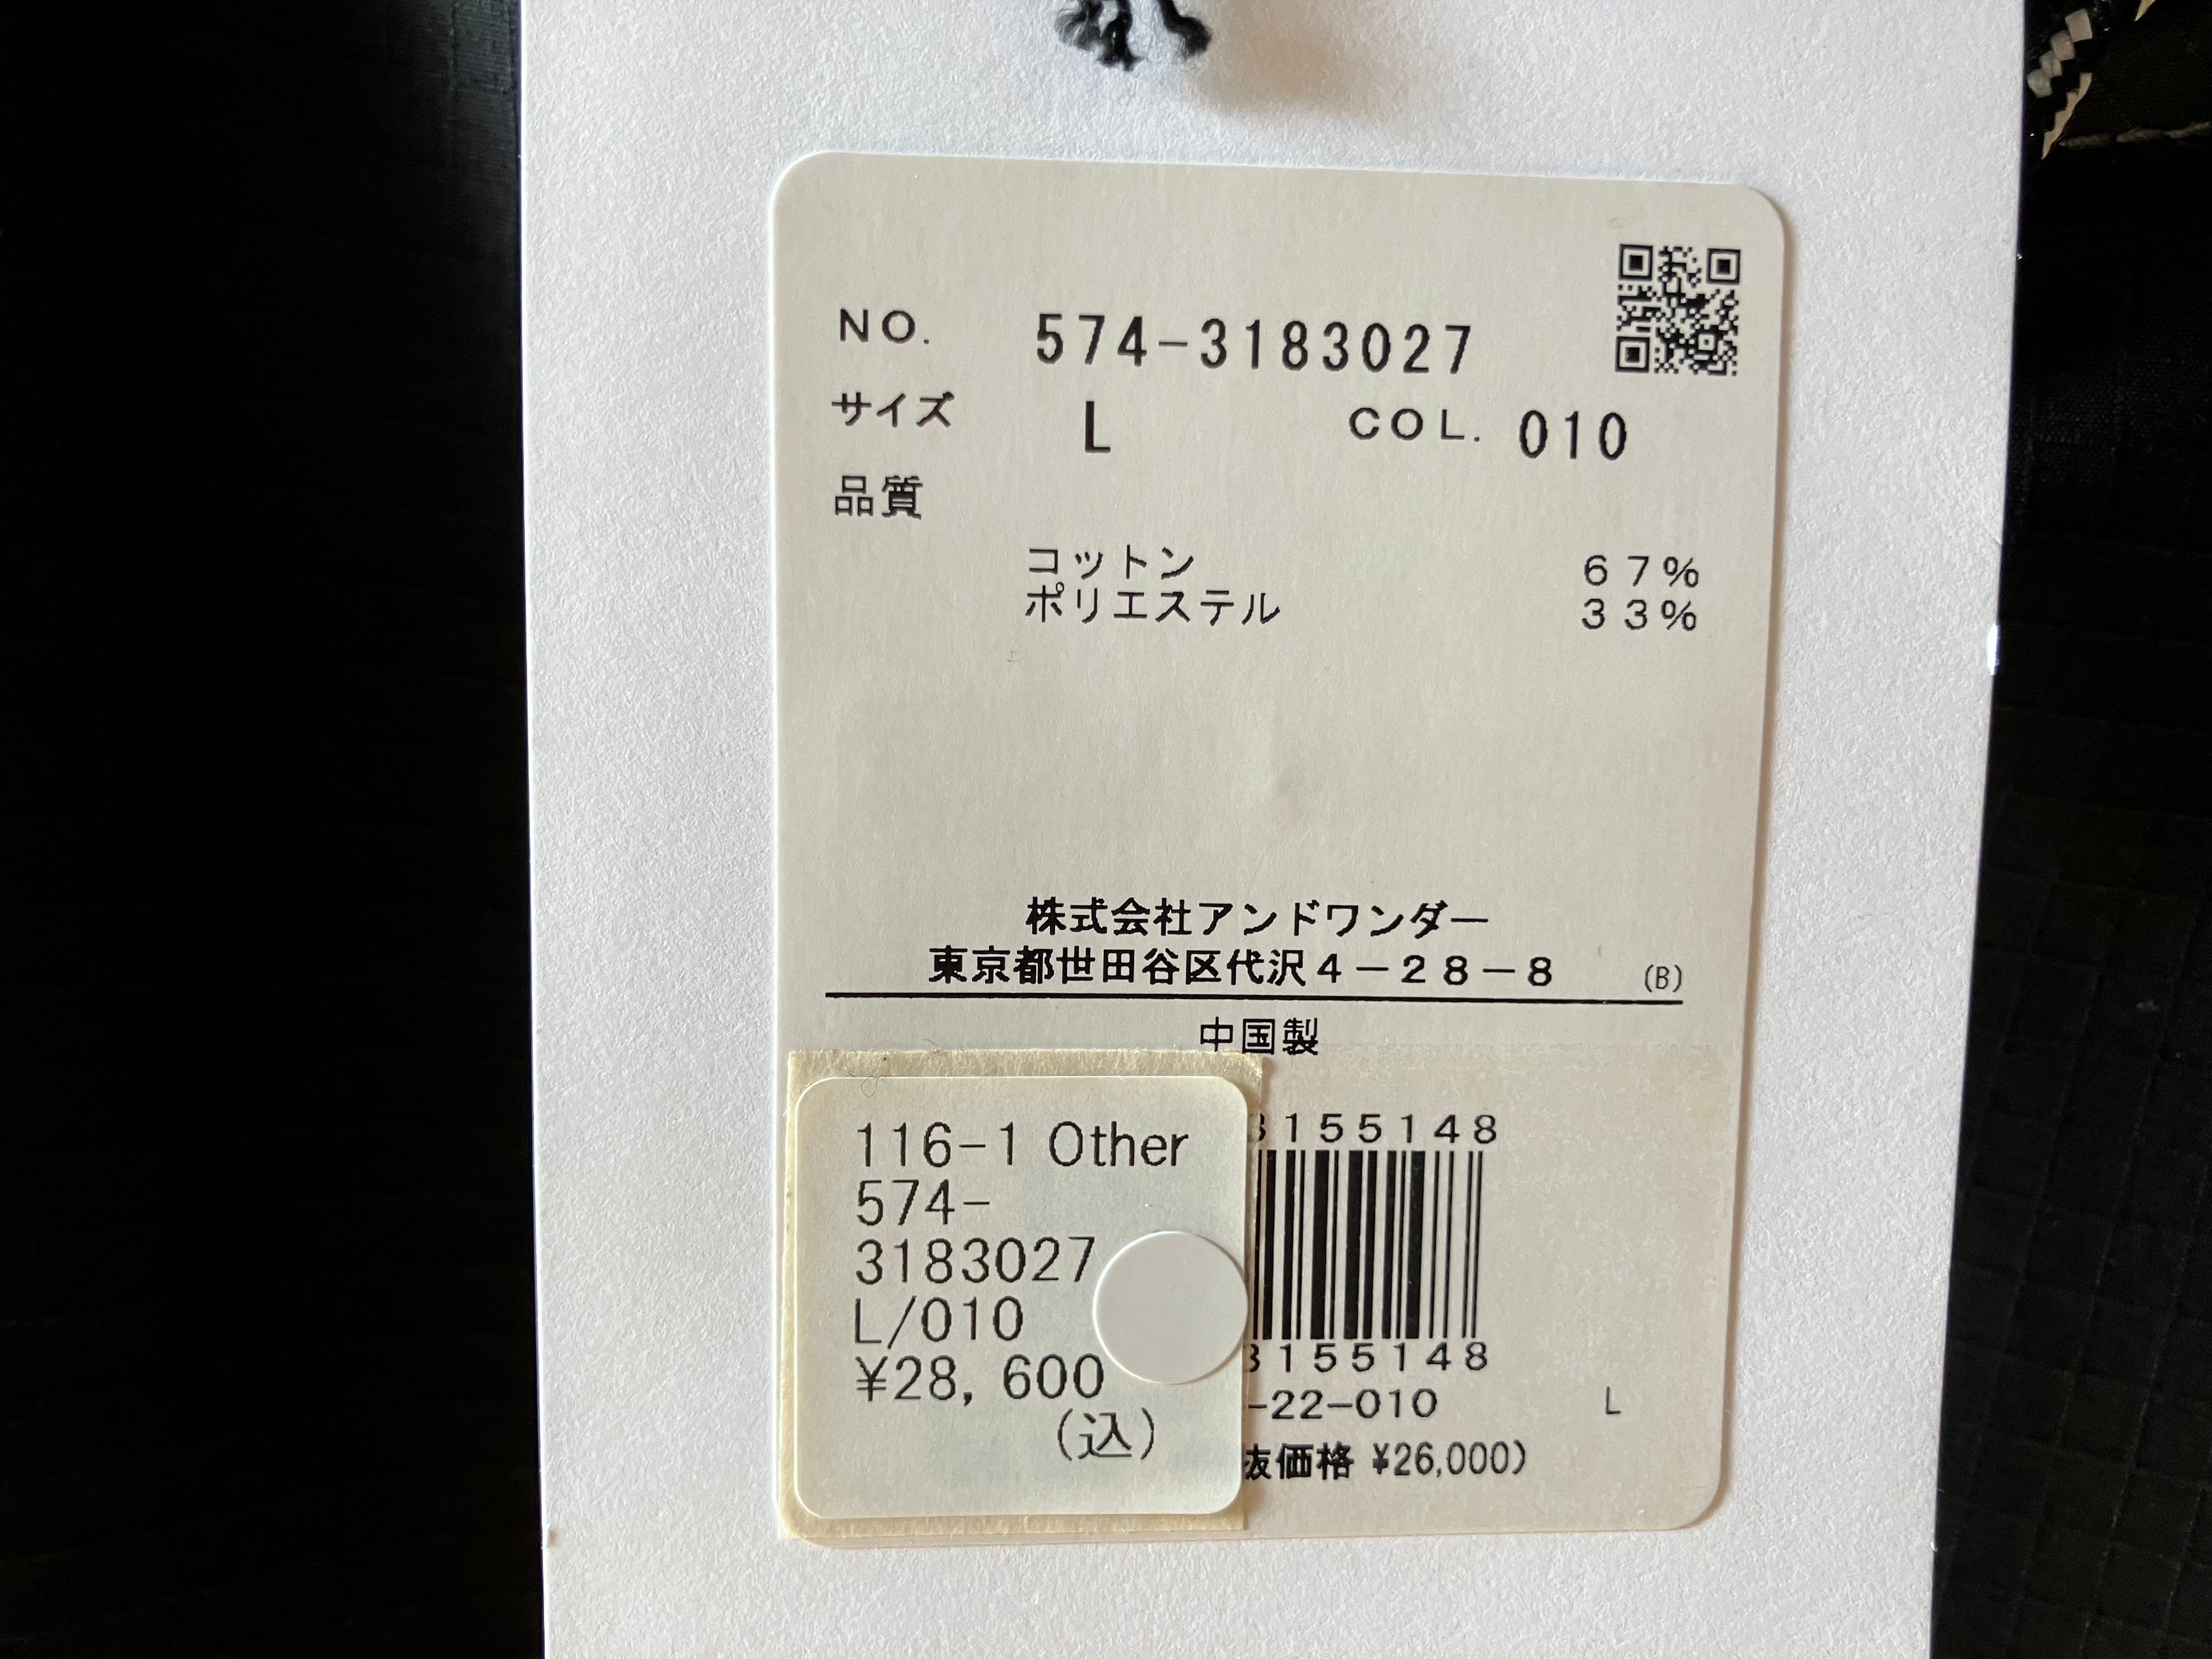 NO. 574-3183027
サイズ L COL. 010
品質
コットン 67%
ポリエステル 33%
株式会社アンドワンダー
東京都世田谷区代沢4-28-8 (B)
中国製
116-1 Other
574-
3183027
L/010
¥28,600
(込)
3155148
3155148
-22-010 L
抜価格 ¥26,000)